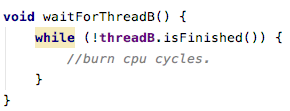 void waitForThreadB() {
    while (!threadB.isFinished()) {
        //burn cpu cycles.
    }
}